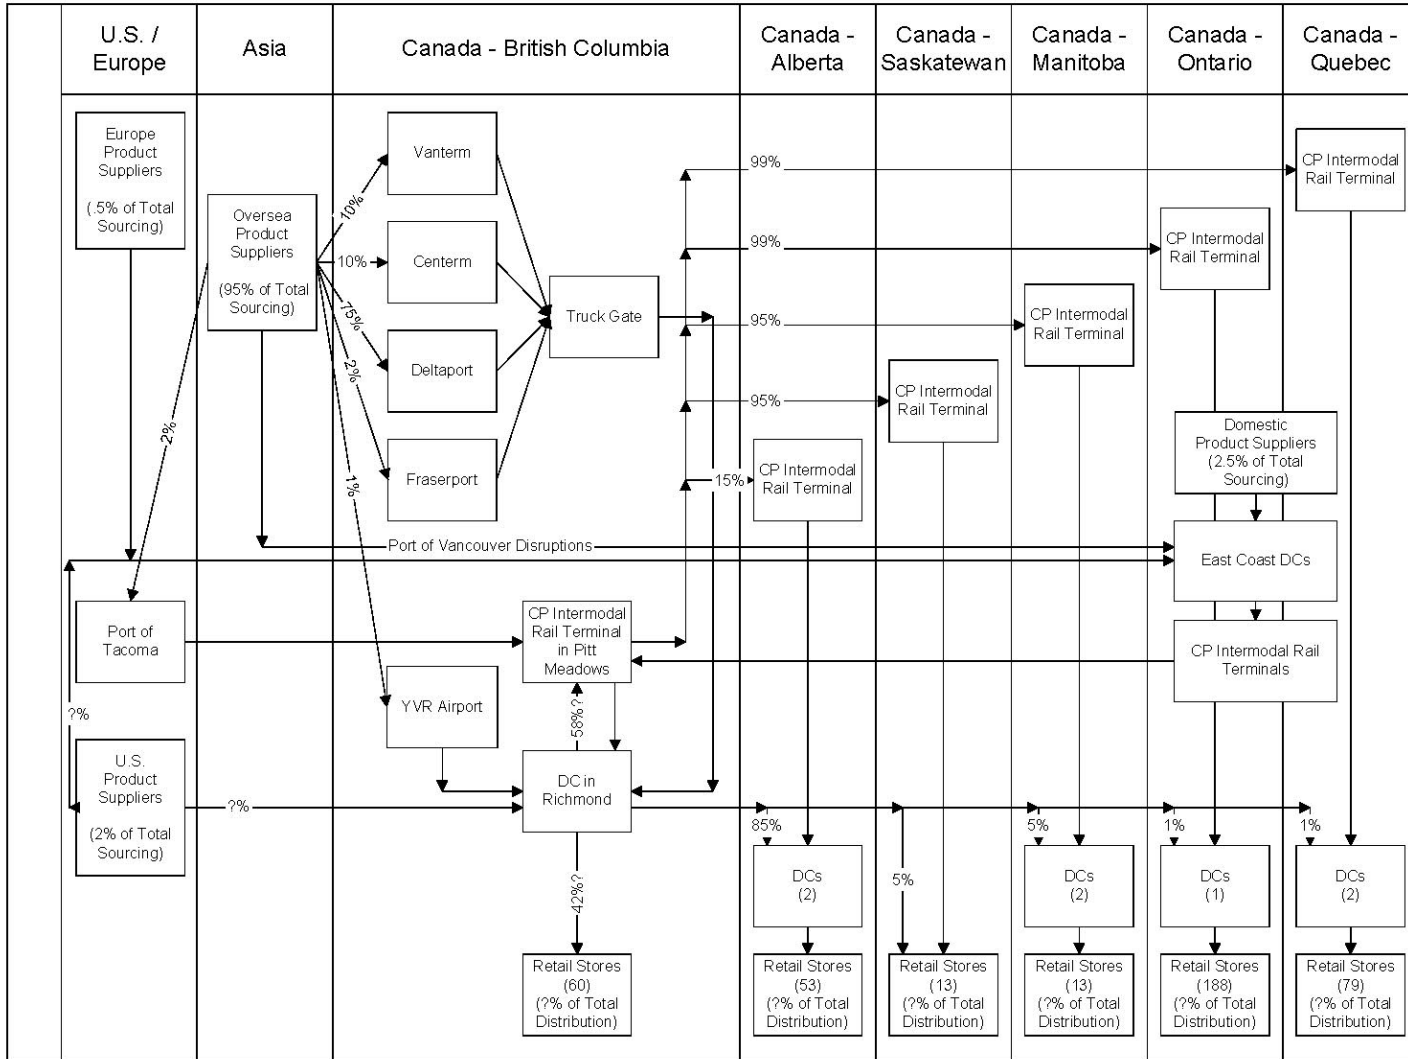 U.S. /
Europe
Asia
Canada - British Columbia
Canada -
Alberta
Canada -
Saskatewan
Canada -
Manitoba
Canada -
Ontario
Canada -
Quebec
Europe
Product
Suppliers
(.5% of Total
Sourcing)
Oversea
Product
Suppliers
(95% of Total
Sourcing)
10%
10%
75%
2%
1%
2%
Vanterm
Centerm
Deltaport
Fraserport
Truck Gate
99%
99%
95%
95%
15%
CP Intermodal
Rail Terminal
CP Intermodal
Rail Terminal
CP Intermodal
Rail Terminal
CP Intermodal
Rail Terminal
CP Intermodal
Rail Terminal
Domestic
Product Suppliers
(2.5% of Total
Sourcing)
Port of Vancouver Disruptions
East Coast DCs
Port of
Tacoma
CP Intermodal
Rail Terminal
in Pitt
Meadows
CP Intermodal Rail
Terminals
YVR Airport
58%?
?%
U.S.
Product
Suppliers
(2% of Total
Sourcing)
?%
DC in
Richmond
85%
5%
5%
1%
1%
42%?
DCs
(2)
DCs
(2)
DCs
(1)
DCs
(2)
Retail Stores
(60)
(?% of Total
Distribution)
Retail Stores
(53)
(?% of Total
Distribution)
Retail Stores
(13)
(?% of Total
Distribution)
Retail Stores
(13)
(?% of Total
Distribution)
Retail Stores
(188)
(?% of Total
Distribution)
Retail Stores
(79)
(?% of Total
Distribution)